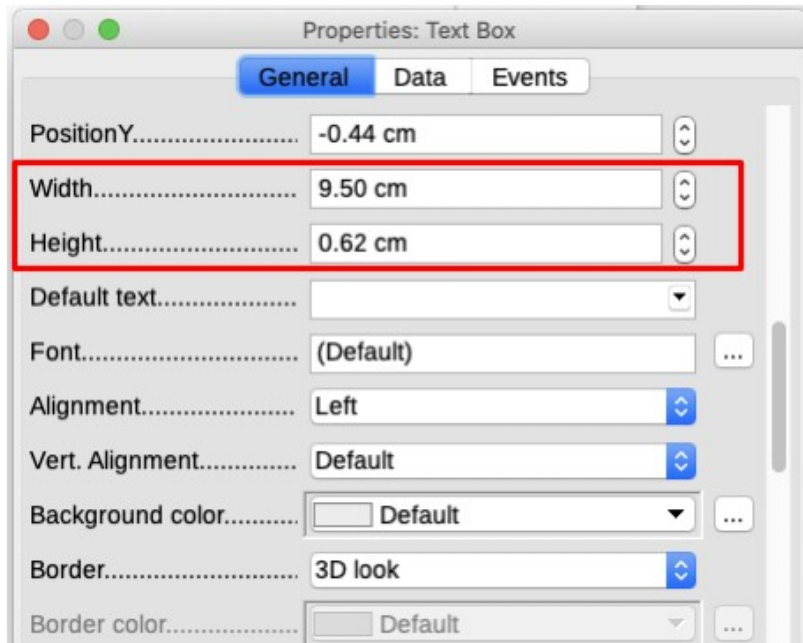 Properties: Text Box
General Data Events
PositionY........................ -0.44 cm
Width............................ 9.50 cm
Height........................... 0.62 cm
Default text....................
Font.............................. (Default) ...
Alignment...................... Left
Vert. Alignment.............. Default
Background color........... Default ...
Border........................... 3D look
Border color................... Default ...